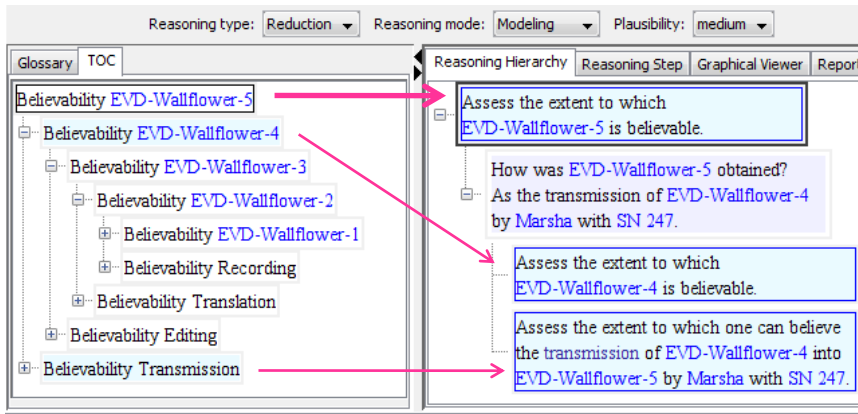 Reasoning type: Reduction Reasoning mode: Modeling Plausibility: medium
Glossary TOC
Believability EVD-Wallflower-5
Believability EVD-Wallflower-4
Believability EVD-Wallflower-3
Believability EVD-Wallflower-2
Believability EVD-Wallflower-1
Believability Recording
Believability Translation
Believability Editing
Believability Transmission
Reasoning Hierarchy Reasoning Step Graphical Viewer Report
Assess the extent to which
EVD-Wallflower-5 is believable.
How was EVD-Wallflower-5 obtained?
As the transmission of EVD-Wallflower-4
by Marsha with SN 247.
Assess the extent to which
EVD-Wallflower-4 is believable.
Assess the extent to which one can believe
the transmission of EVD-Wallflower-4 into
EVD-Wallflower-5 by Marsha with SN 247.